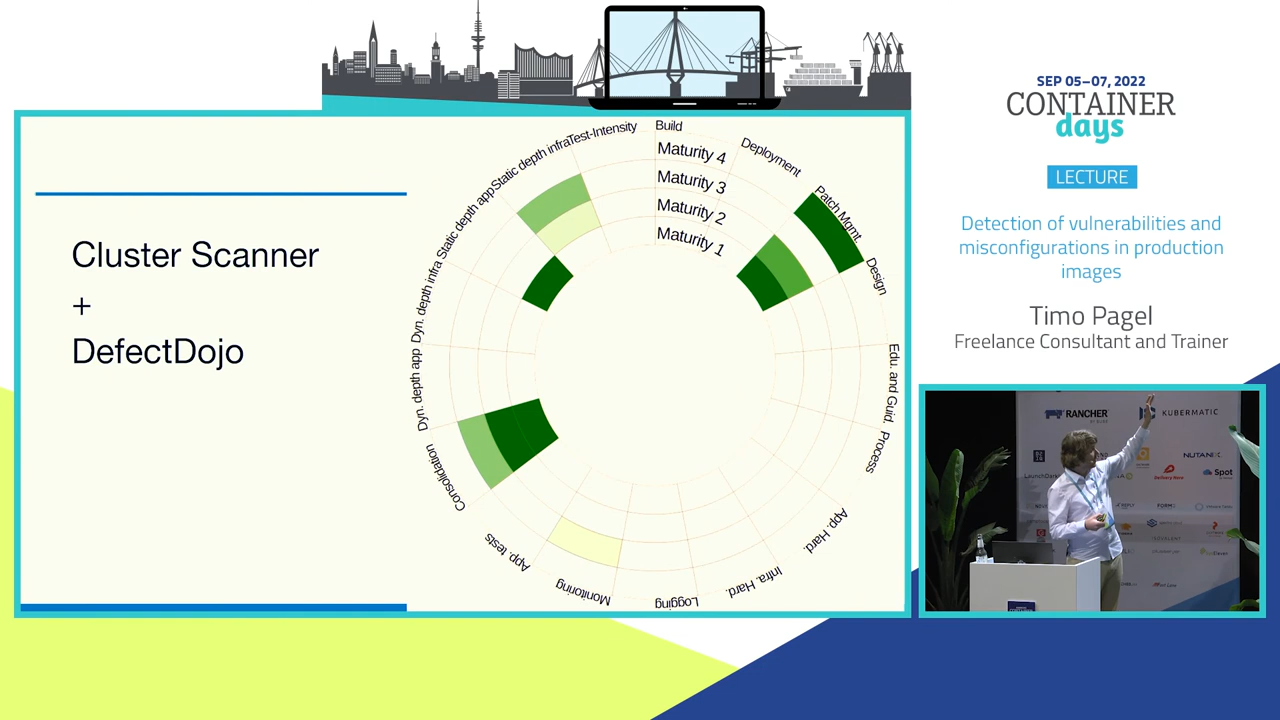 Cluster Scanner
+
DefectDojo
Build
Deployment
Patch Mgmt.
Design
Edu. and Guid.
Process
App. Hard.
Infra. Hard.
Logging
Monitoring
App. tests
Consolidation
Dyn. depth app
Dyn. depth infra
Static depth app
Static depth infra
Test-Intensity
Maturity 4
Maturity 3
Maturity 2
Maturity 1
SEP 05–07, 2022
CONTAINER
days
LECTURE
Detection of vulnerabilities and
misconfigurations in production
images
Timo Pagel
Freelance Consultant and Trainer
RANCHER
KUBERMATIC
LaunchDark
NUTANIX
Delivery Hero
Spot